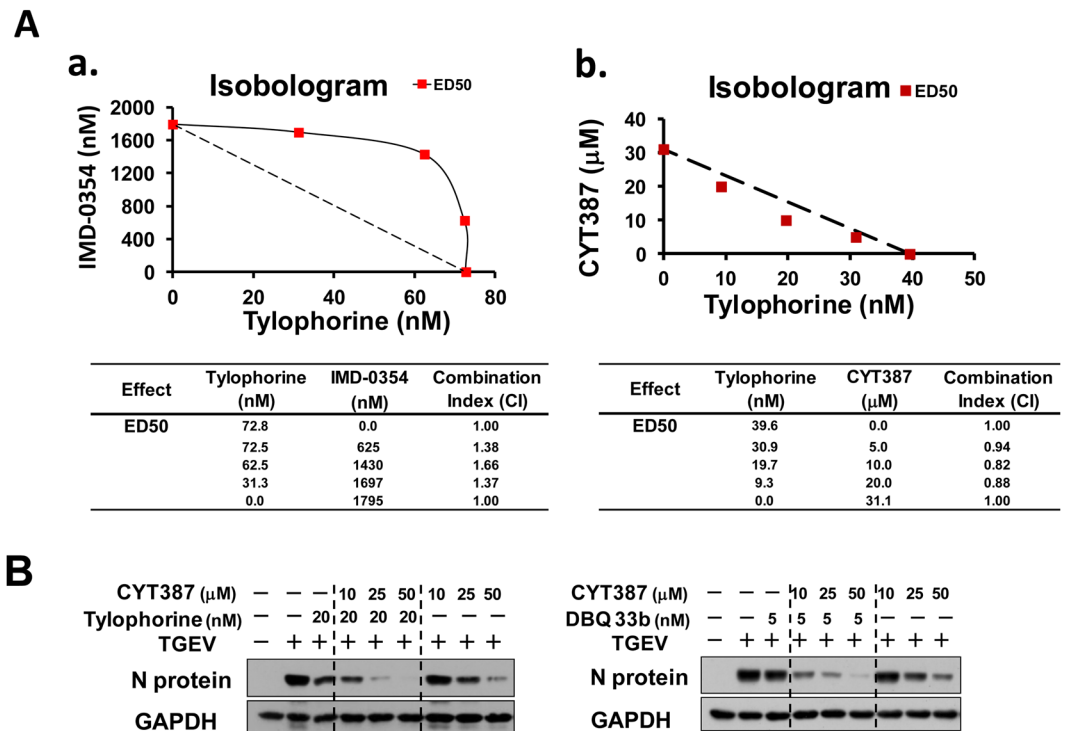 A
a.
Isobologram
ED50
IMD-0354 (nM)
2000
1600
1200
800
400
0
0 20 40 60 80
Tylophorine (nM)
b.
Isobologram
ED50
CYT387 (μM)
40
30
20
10
0
0 10 20 30 40 50
Tylophorine (nM)
Effect Tylophorine (nM) IMD-0354 (nM) Combination Index (CI)
ED50 72.8 0.0 1.00
72.5 625 1.38
62.5 1430 1.66
31.3 1697 1.37
0.0 1795 1.00
Effect Tylophorine (nM) CYT387 (μM) Combination Index (CI)
ED50 39.6 0.0 1.00
30.9 5.0 0.94
19.7 10.0 0.82
9.3 20.0 0.88
0.0 31.1 1.00
B
CYT387 (μM) – – – 10 25 50 10 25 50
Tylophorine (nM) – – 20 20 20 20 – – –
TGEV – + + + + + + + +
N protein
GAPDH
CYT387 (μM) – – – 10 25 50 10 25 50
DBQ 33b (nM) – – 5 5 5 5 – – –
TGEV – + + + + + + + +
N protein
GAPDH